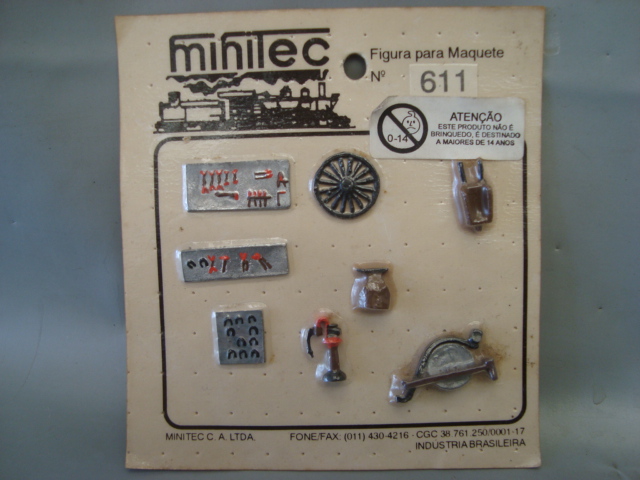 minitec
Figura para Maquete
Nº 611
ATENÇÃO
0-14
ESTE PRODUTO NÃO É
BRINQUEDO, É DESTINADO
A MAIORES DE 14 ANOS
MINITEC C. A. LTDA. FONE/FAX: (011) 430-4216 - CGC 38 761 250/0001-17
INDUSTRIA BRASILEIRA